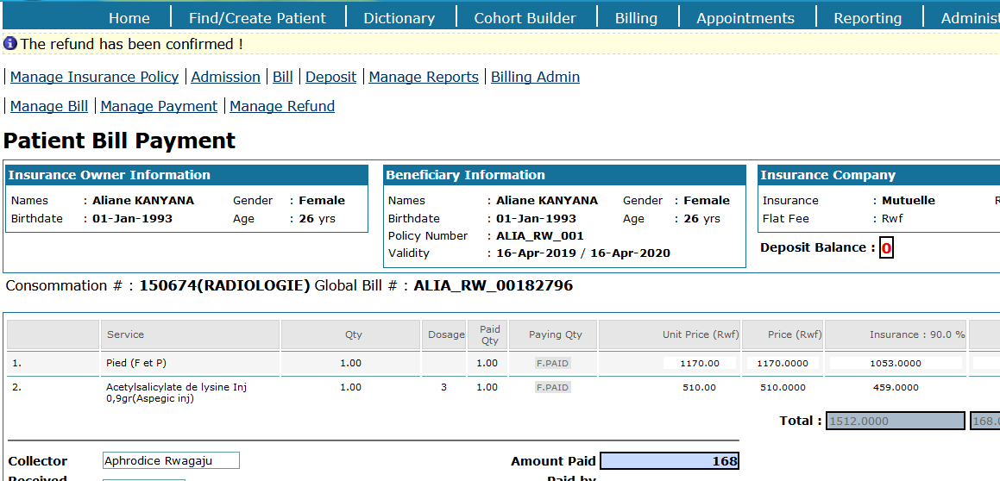 Home Find/Create Patient Dictionary Cohort Builder Billing Appointments Reporting
The refund has been confirmed !
Manage Insurance Policy Admission Bill Deposit Manage Reports Billing Admin
Manage Bill Manage Payment Manage Refund
Patient Bill Payment
Insurance Owner Information
Names : Aliane KANYANA Gender : Female
Birthdate : 01-Jan-1993 Age : 26 yrs
Beneficiary Information
Names : Aliane KANYANA Gender : Female
Birthdate : 01-Jan-1993 Age : 26 yrs
Policy Number : ALIA_RW_001
Validity : 16-Apr-2019 / 16-Apr-2020
Insurance Company
Insurance : Mutuelle
Flat Fee : Rwf
Deposit Balance : 0
Consommation # : 150674(RADIOLOGIE) Global Bill # : ALIA_RW_00182796
Service Qty Dosage Paid Qty Paying Qty Unit Price (Rwf) Price (Rwf) Insurance : 90.0 %
1. Pied (F et P) 1.00 1.00 F.PAID 1170.00 1170.0000 1053.0000
2. Acetylsalicylate de lysine Inj 1.00 3 1.00 F.PAID 510.00 510.0000 459.0000
0,9gr(Aspegic inj)
Total : 1512.0000 168.
Collector Aphrodice Rwagaju Amount Paid 168
Received Paid by